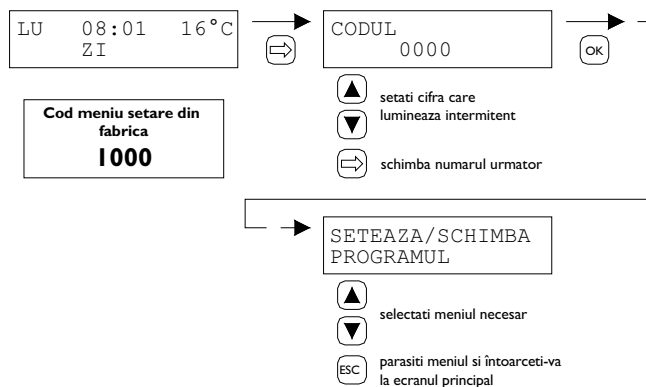 LU 08:01 16°C
ZI
CODUL
0000
OK
setati cifra care
lumineaza intermitent
Cod meniu setare din
fabrica
1000
schimba numarul urmator
SETEAZA/SCHIMBA
PROGRAMUL
selectati meniul necesar
ESC
parasiti meniul si întoarceti-va
la ecranul principal